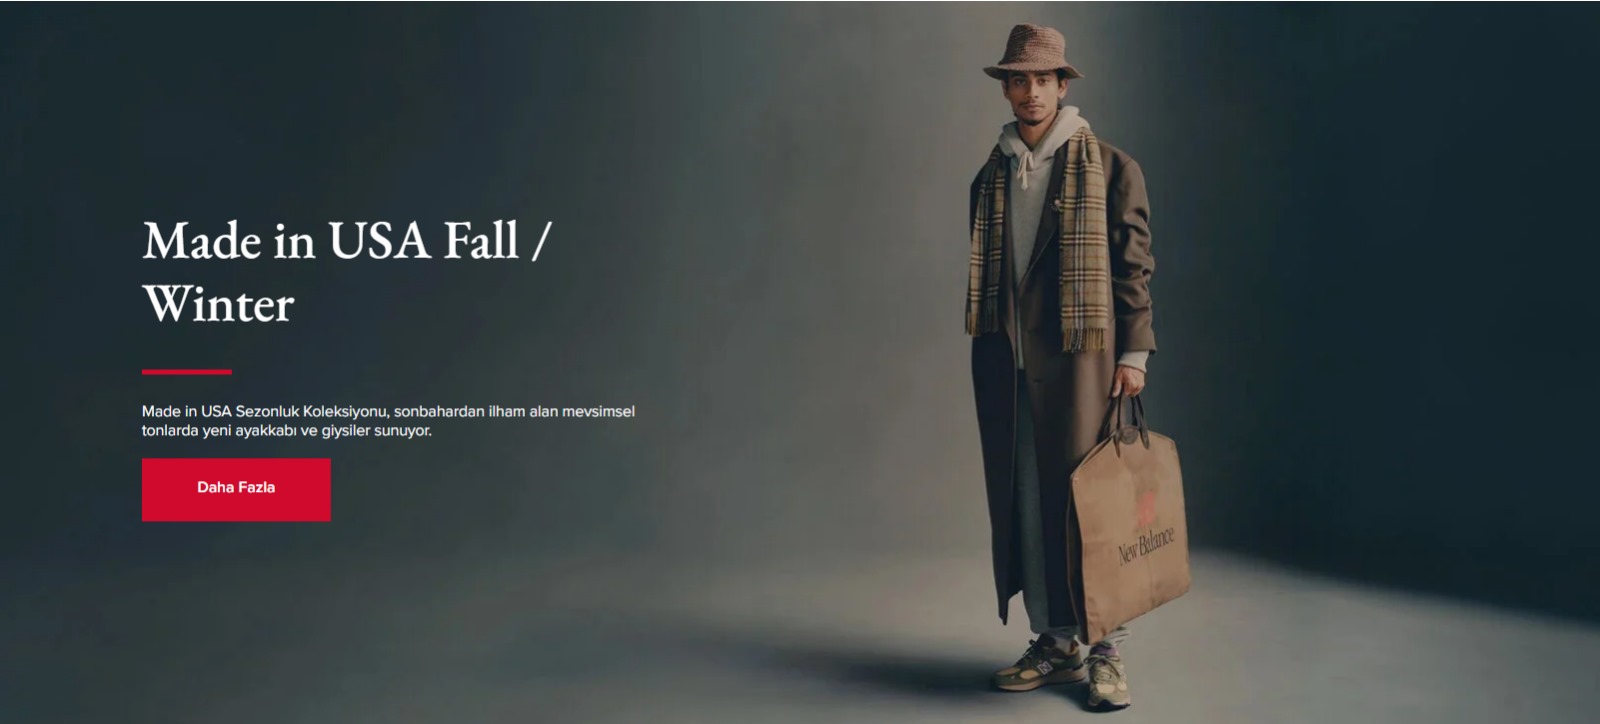 Made in USA Fall /
Winter
Made in USA Sezonluk Koleksiyonu, sonbahardan ilham alan mevsimsel
tonlarda yeni ayakkabı ve giysiler sunuyor.
Daha Fazla
New Balance
N